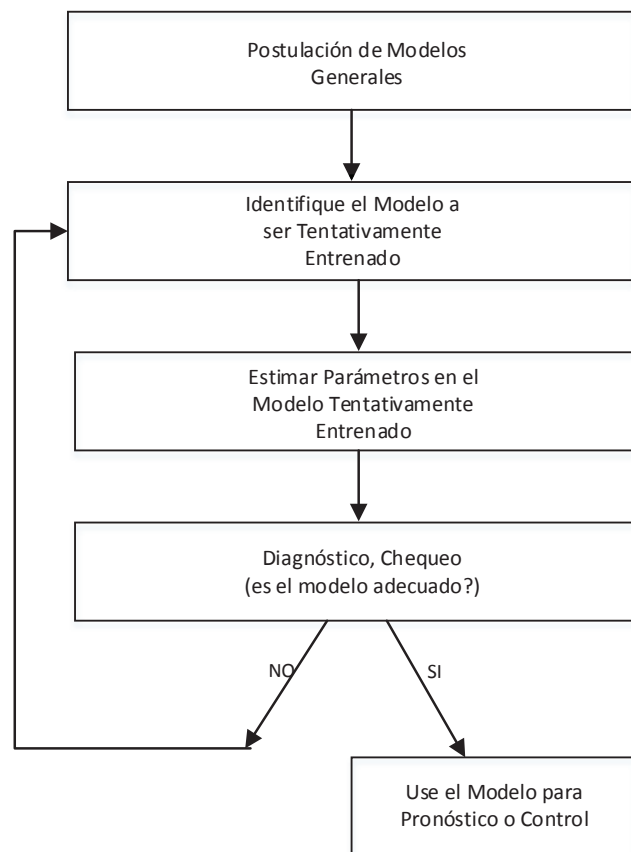 Postulación de Modelos
Generales
Identifique el Modelo a
ser Tentativamente
Entrenado
Estimar Parámetros en el
Modelo Tentativamente
Entrenado
Diagnóstico, Chequeo
(es el modelo adecuado?)
NO
SI
Use el Modelo para
Pronóstico o Control